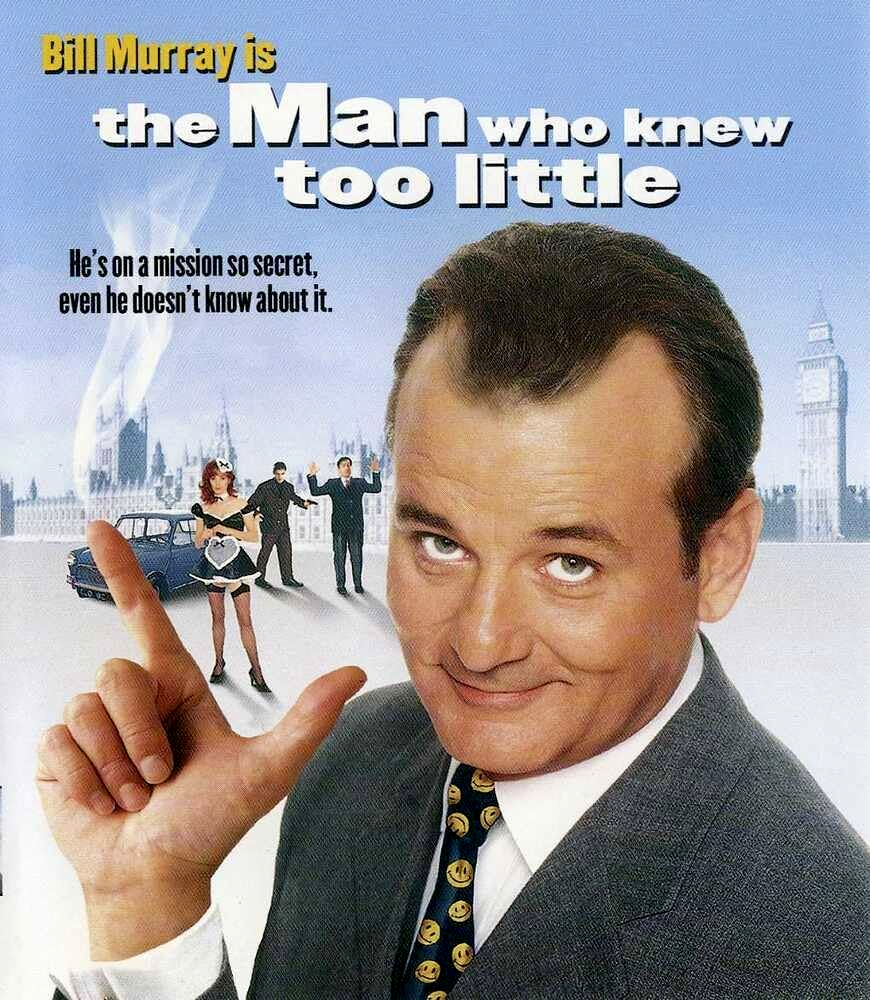 Bill Murray is
the Man who knew
too little
He's on a mission so secret,
even he doesn't know about it.